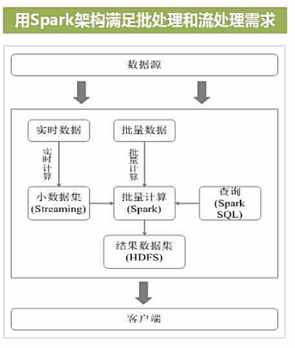 用Spark架构满足批处理和流处理需求
数据源
实时数据
批量数据
实时计算
批量计算
小数据集
(Streaming)
批量计算
(Spark)
查询
(Spark
SQL)
结果数据集
(HDFS)
客户端